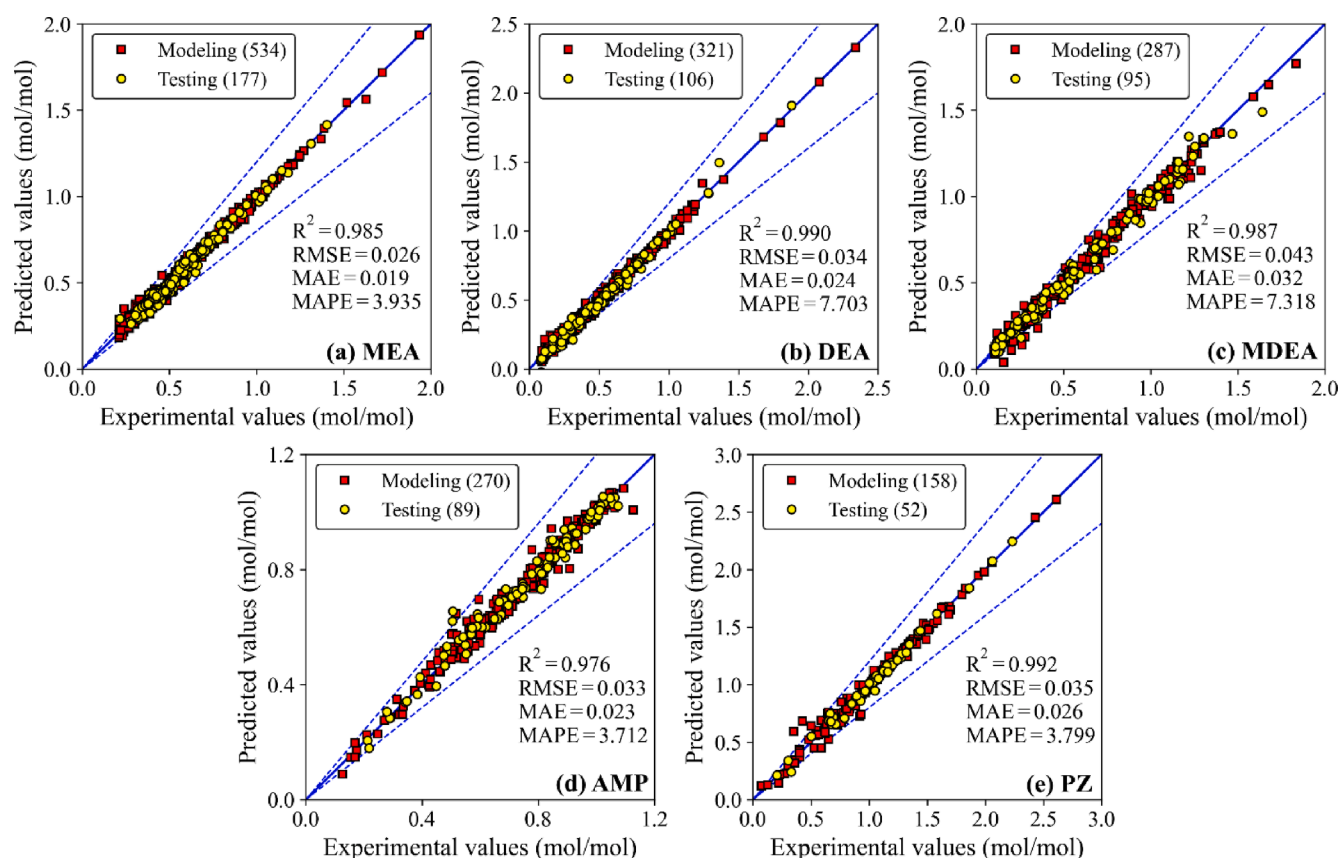 2.0
1.5
1.0
0.5
0.0
0.0 0.5 1.0 1.5 2.0
Predicted values (mol/mol)
Experimental values (mol/mol)
Modeling (534)
Testing (177)
R² = 0.985
RMSE = 0.026
MAE = 0.019
MAPE = 3.935
(a) MEA
2.5
2.0
1.5
1.0
0.5
0.0
0.0 0.5 1.0 1.5 2.0 2.5
Predicted values (mol/mol)
Experimental values (mol/mol)
Modeling (321)
Testing (106)
R² = 0.990
RMSE = 0.034
MAE = 0.024
MAPE = 7.703
(b) DEA
2.0
1.5
1.0
0.5
0.0
0.0 0.5 1.0 1.5 2.0
Predicted values (mol/mol)
Experimental values (mol/mol)
Modeling (287)
Testing (95)
R² = 0.987
RMSE = 0.043
MAE = 0.032
MAPE = 7.318
(c) MDEA
1.2
0.8
0.4
0.0
0.0 0.4 0.8 1.2
Predicted values (mol/mol)
Experimental values (mol/mol)
Modeling (270)
Testing (89)
R² = 0.976
RMSE = 0.033
MAE = 0.023
MAPE = 3.712
(d) AMP
3.0
2.5
2.0
1.5
1.0
0.5
0.0
0.0 0.5 1.0 1.5 2.0 2.5 3.0
Predicted values (mol/mol)
Experimental values (mol/mol)
Modeling (158)
Testing (52)
R² = 0.992
RMSE = 0.035
MAE = 0.026
MAPE = 3.799
(e) PZ